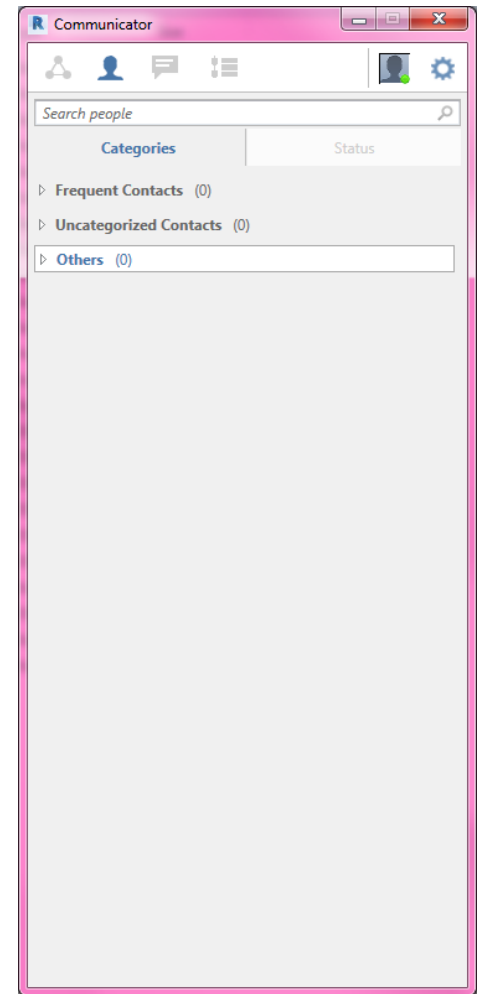 R Communicator
Search people
Categories Status
Frequent Contacts (0)
Uncategorized Contacts (0)
Others (0)